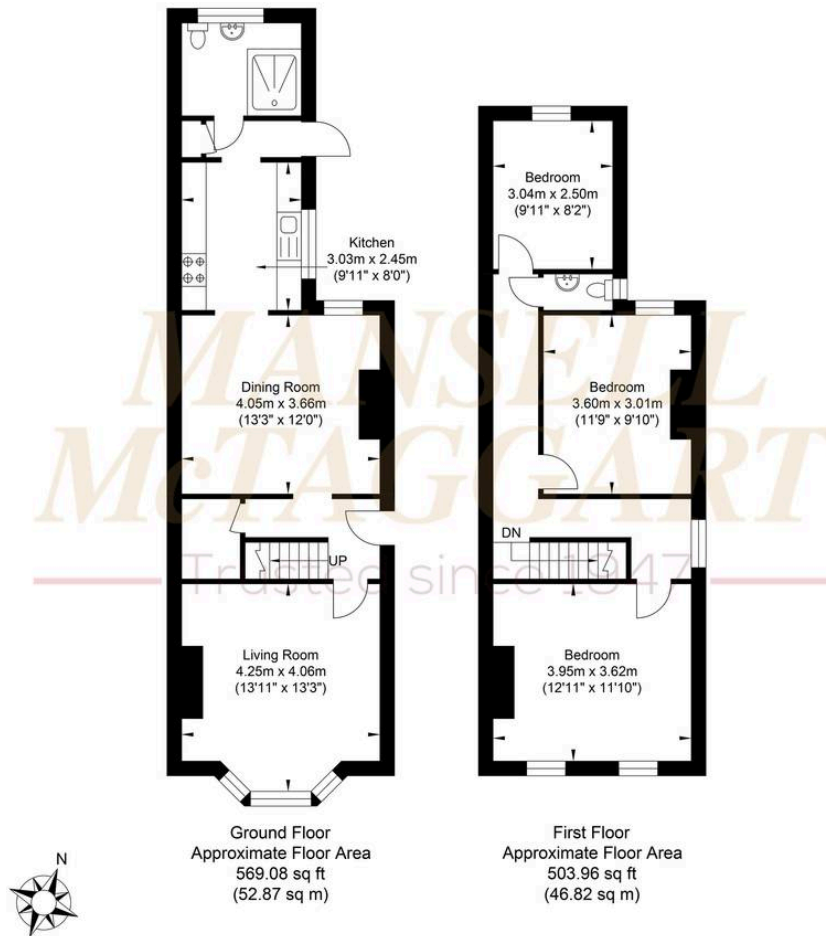 Kitchen
3.03m x 2.45m
(9'11" x 8'0")
Dining Room
4.05m x 3.66m
(13'3" x 12'0")
UP
Living Room
4.25m x 4.06m
(13'11" x 13'3")
Ground Floor
Approximate Floor Area
569.08 sq ft
(52.87 sq m)
Bedroom
3.04m x 2.50m
(9'11" x 8'2")
Bedroom
3.60m x 3.01m
(11'9" x 9'10")
DN
Bedroom
3.95m x 3.62m
(12'11" x 11'10")
First Floor
Approximate Floor Area
503.96 sq ft
(46.82 sq m)
MANSELL
McTAGGART
Trusted since 1947
N